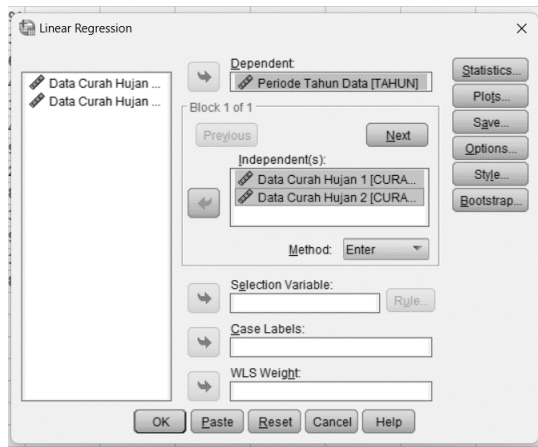 Linear Regression
Data Curah Hujan ...
Data Curah Hujan ...
Dependent:
Periode Tahun Data [TAHUN]
Block 1 of 1
Previous
Next
Independent(s):
Data Curah Hujan 1 [CURA...
Data Curah Hujan 2 [CURA...
Method:
Enter
Selection Variable:
Rule...
Case Labels:
WLS Weight:
Statistics...
Plots...
Save...
Options...
Style...
Bootstrap...
OK
Paste
Reset
Cancel
Help